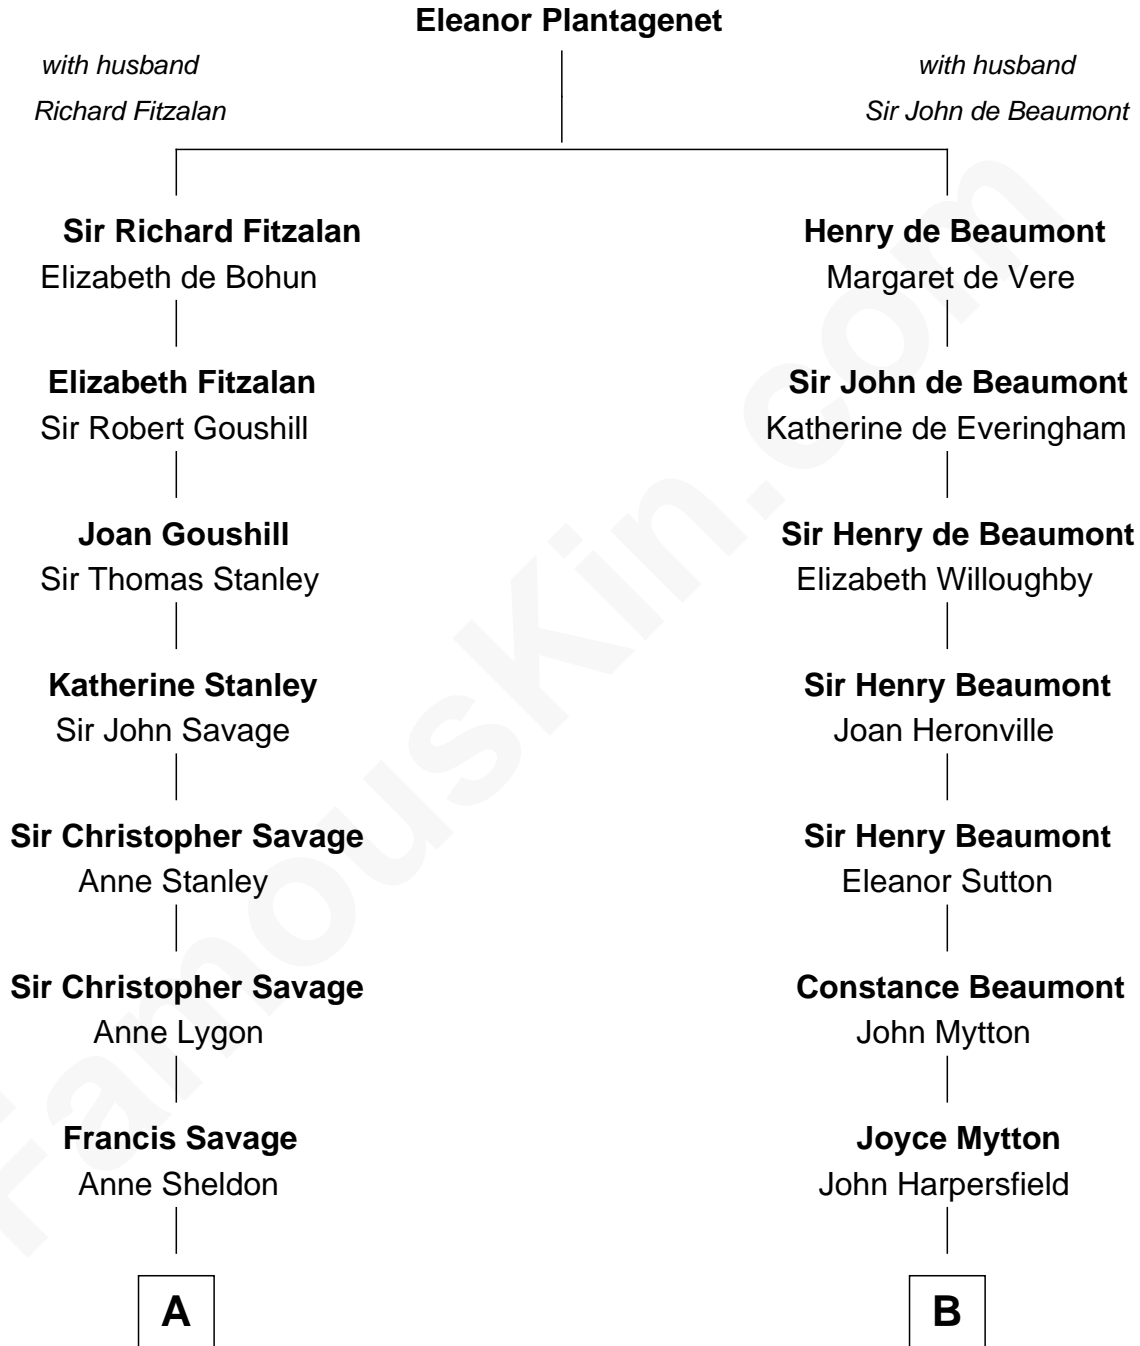 Eleanor Plantagenet
with husband
Richard Fitzalan
with husband
Sir John de Beaumont
Sir Richard Fitzalan
Elizabeth de Bohun
Henry de Beaumont
Margaret de Vere
Elizabeth Fitzalan
Sir Robert Goushill
Sir John de Beaumont
Katherine de Everingham
Joan Goushill
Sir Thomas Stanley
Sir Henry de Beaumont
Elizabeth Willoughby
Katherine Stanley
Sir John Savage
Sir Henry Beaumont
Joan Heronville
Sir Christopher Savage
Anne Stanley
Sir Henry Beaumont
Eleanor Sutton
Sir Christopher Savage
Anne Lygon
Constance Beaumont
John Mytton
Francis Savage
Anne Sheldon
Joyce Mytton
John Harpersfield
A
B
FamousKin.com